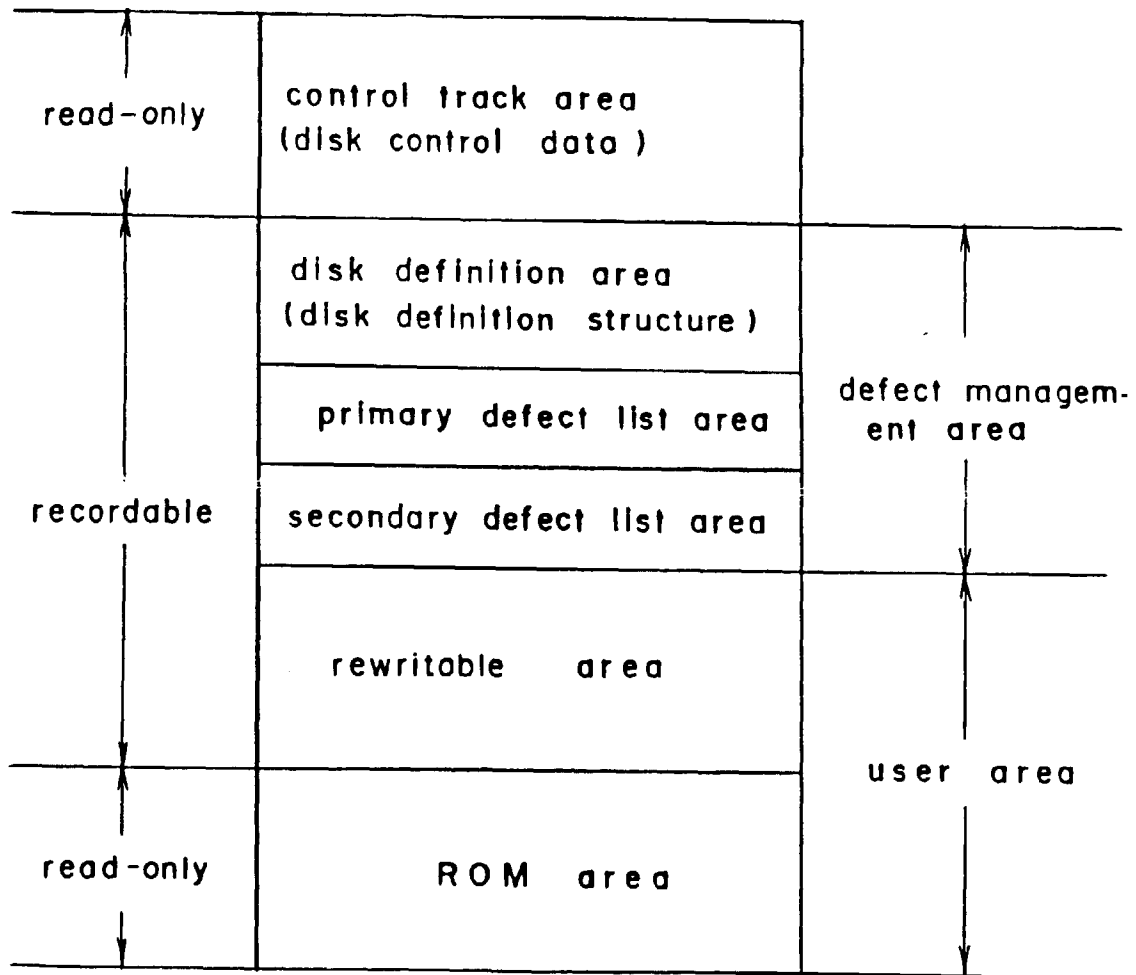 read-only
control track area
(disk control data)
disk definition area
(disk definition structure)
primary defect list area
defect managem-
ent area
recordable
secondary defect list area
rewritable area
user area
read-only
ROM area